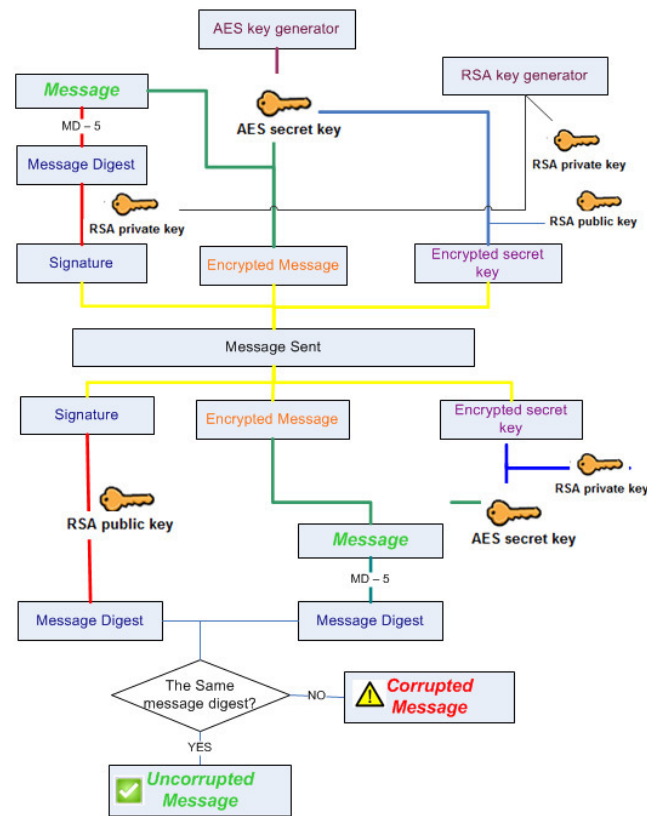 AES key generator
RSA key generator
Message
AES secret key
MD – 5
RSA private key
Message Digest
RSA private key
RSA public key
Signature
Encrypted Message
Encrypted secret
key
Message Sent
Signature
Encrypted Message
Encrypted secret
key
RSA private key
RSA public key
AES secret key
Message
MD – 5
Message Digest
Message Digest
The Same
message digest?
NO
Corrupted
Message
YES
Uncorrupted
Message